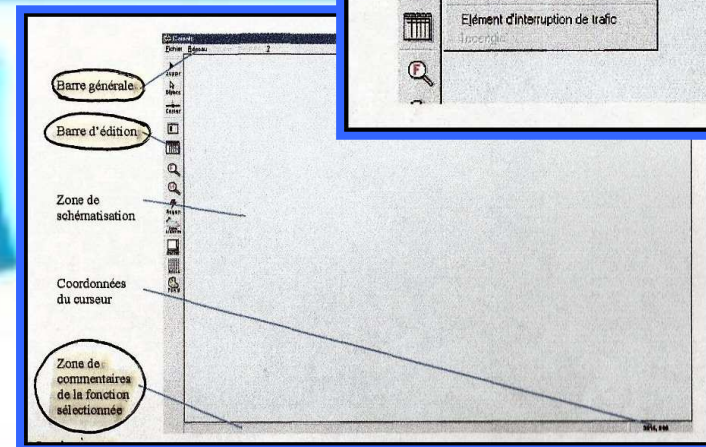 Elément d'interruption de trafic
Incendie
Fichier Réseau ?
Barre générale
Barre d'édition
Zone de
schématisation
Coordonnées
du curseur
Zone de
commentaires
de la fonction
sélectionnée